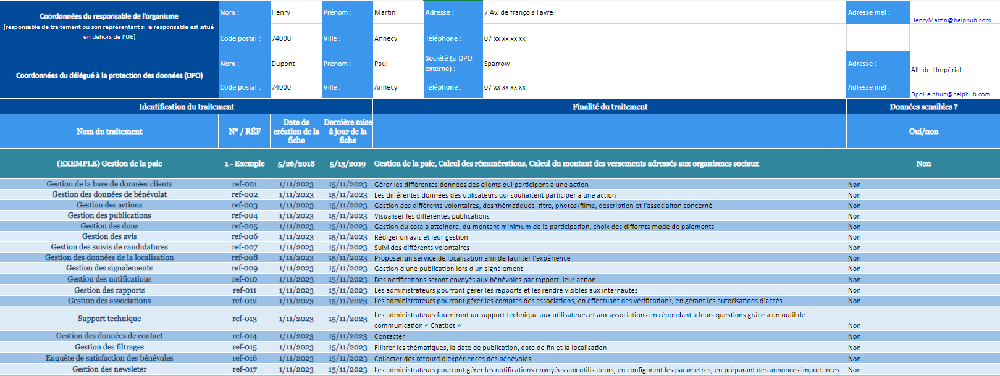 Coordonnées du responsable de l'organisme
(responsable de traitement ou son représentant si le responsable est situé
en dehors de l'UE)
Nom : Henry Prénom : Martin Adresse : 7 Av. de françois Favre Adresse mél : HenryMartin@helphub.com
Code postal : 74000 Ville : Annecy Téléphone : 07 xx xx xx xx
Coordonnées du délégué à la protection des données (DPO)
Nom : Dupont Prénom : Paul Société (si DPO
externe) : Sparrow Adresse : All. de l'Impérial
Code postal : 74000 Ville : Annecy Téléphone : 07 xx xx xx xx Adresse mél : DpoHelphub@helphub.com
Identification du traitement Finalité du traitement Données sensibles ?
Nom du traitement N° / RÉF Date de
création de la
fiche
Dernière mise
à jour de la
fiche
Oui/non
(EXEMPLE) Gestion de la paie 1 - Exemple 5/26/2018 5/13/2019 Gestion de la paie, Calcul des rémunérations, Calcul du montant des versements adressés aux organismes sociaux Non
Gestion de la base de données clients ref-001 1/11/2023 15/11/2023 Gérer les différentes données des clients qui participent à une action Non
Gestion des données de bénévolat ref-002 1/11/2023 15/11/2023 Les différentes données des utilisateurs qui souhaitent participer à une action Non
Gestion des actions ref-003 1/11/2023 15/11/2023 Gestion des différents volontaires, des thématiques, titre, photos/films, description et l'associaiton concerné Non
Gestion des publications ref-004 1/11/2023 15/11/2023 Visualiser les différentes publications Non
Gestion des dons ref-005 1/11/2023 15/11/2023 Gestion du cota à atteindre, du montant minimum de la participation, choix des différnts mode de paiements Non
Gestion des avis ref-006 1/11/2023 15/11/2023 Rédiger un avis et leur gestion Non
Gestion des suivis de candidatures ref-007 1/11/2023 15/11/2023 Suivi des différents volontaires Non
Gestion des données de la localisation ref-008 1/11/2023 15/11/2023 Proposer un service de localisation afin de faciliter l'expérience Non
Gestion des signalements ref-009 1/11/2023 15/11/2023 Gestion d'une publication lors d'un signalement Non
Gestion des notifications ref-010 1/11/2023 15/11/2023 Des notifications seront envoyés aux bénévoles par rapport leur action Non
Gestion des rapports ref-011 1/11/2023 15/11/2023 Les administrateurs pourront gérer les rapports et les rendre visibles aux internautes Non
Gestion des associations ref-012 1/11/2023 15/11/2023 Les administrateurs pourront gérer les comptes des associations, en effectuant des vérifications, en gérant les autorisations d'accès. Non
Support technique ref-013 1/11/2023 15/11/2023 Les administrateurs fourniront un support technique aux utilisateurs et aux associations en répondant à leurs questions grâce à un outil de
communication « Chatbot » Non
Gestion des données de contact ref-014 1/11/2023 15/11/2023 Contacter Non
Gestion des filtrages ref-015 1/11/2023 15/11/2023 Filitrer les thématiques, la date de publication, date de fin et la localisation Non
Enquête de satisfaction des bénévoles ref-016 1/11/2023 15/11/2023 Collecter des retourd d'expériences des bénévoles Non
Gestion des newsleter ref-017 1/11/2023 15/11/2023 Les administrateurs pourront gérer les notifications envoyées aux utilisateurs, en configurant les paramètres, en préparant des annonces importantes. Non